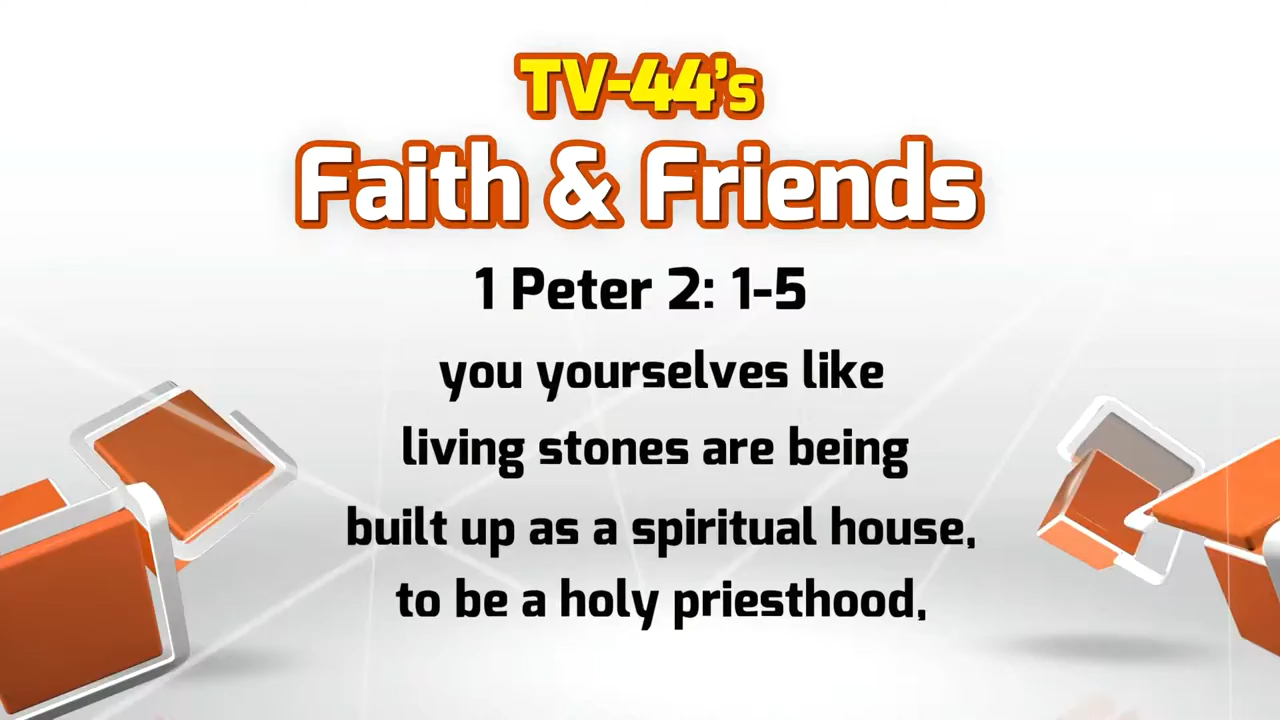 TV-44's
Faith & Friends
1 Peter 2: 1-5
you yourselves like
living stones are being
built up as a spiritual house,
to be a holy priesthood,